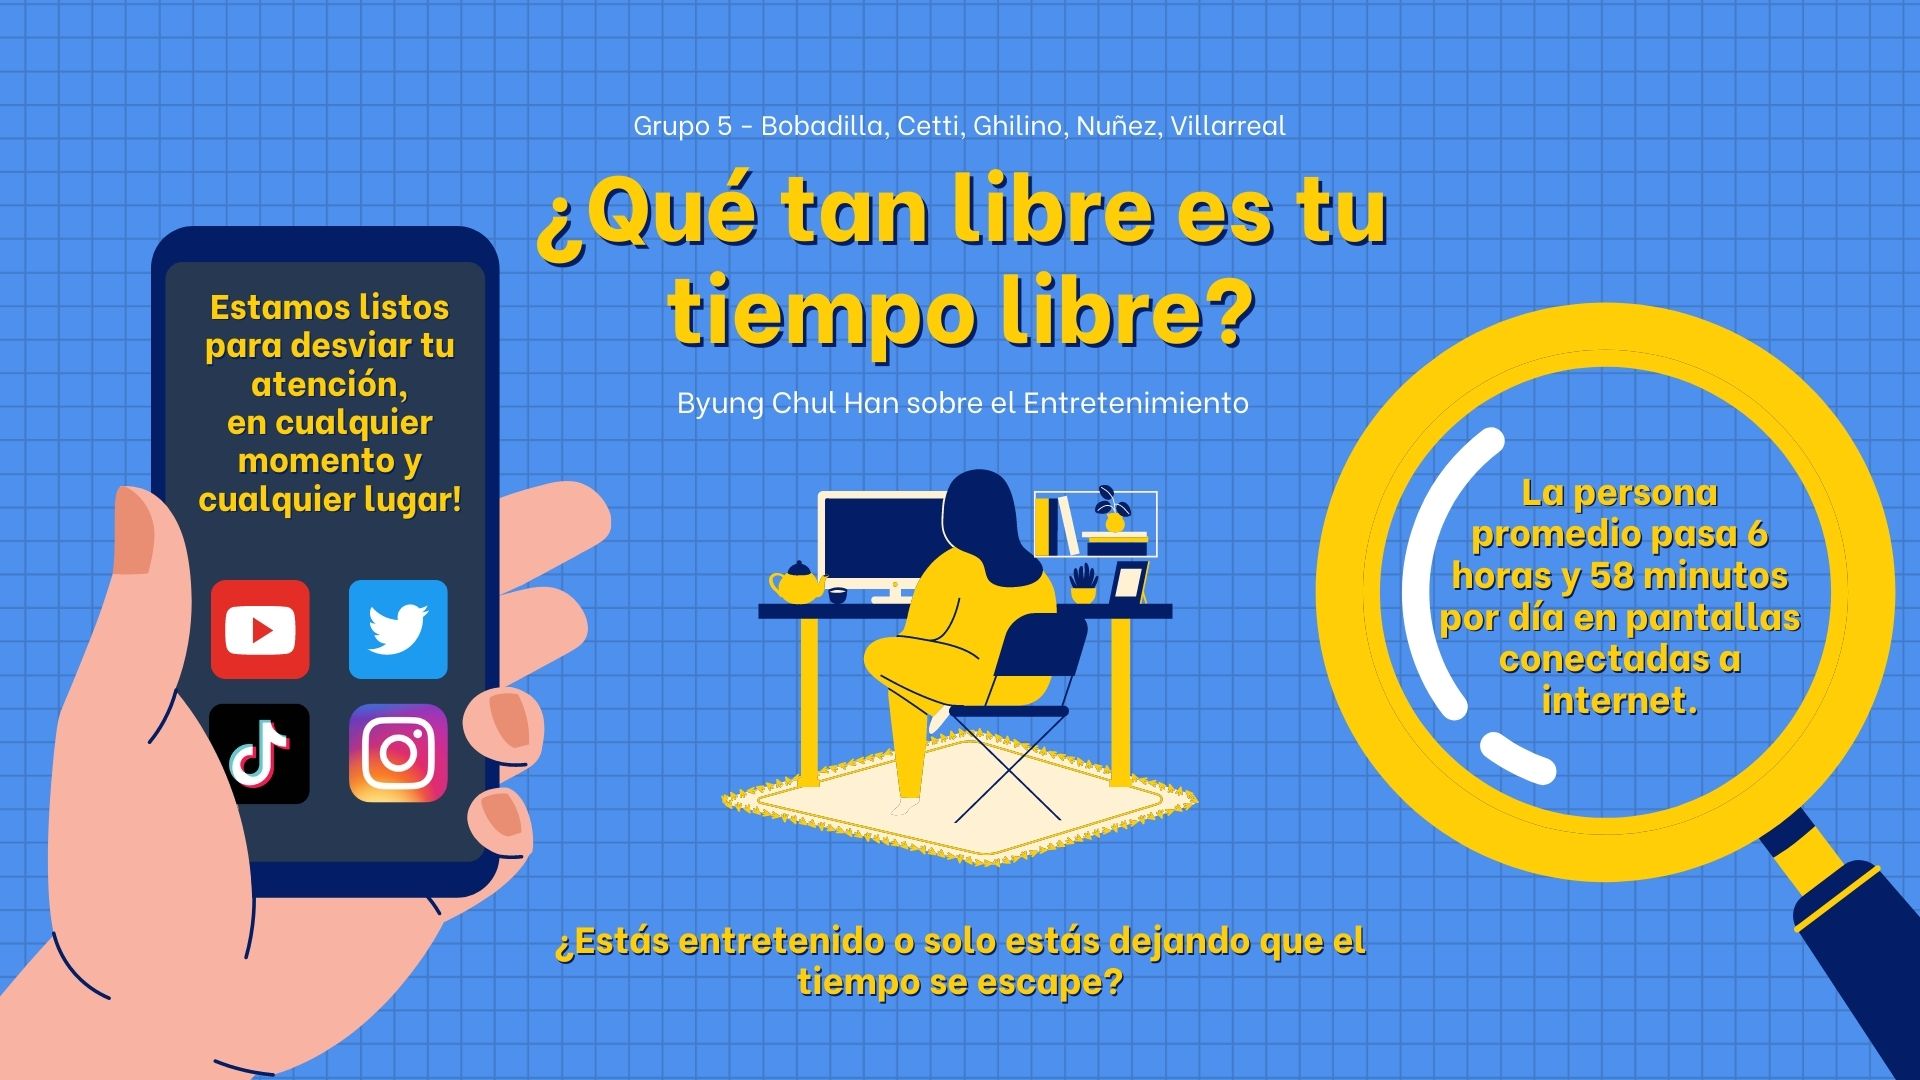 Grupo 5 - Bobadilla, Cetti, Ghilino, Nuñez, Villarreal
¿Qué tan libre es tu
tiempo libre?
Byung Chul Han sobre el Entretenimiento
Estamos listos
para desviar tu
atención,
en cualquier
momento y
cualquier lugar!
La persona
promedio pasa 6
horas y 58 minutos
por día en pantallas
conectadas a
internet.
¿Estás entretenido o solo estás dejando que el
tiempo se escape?